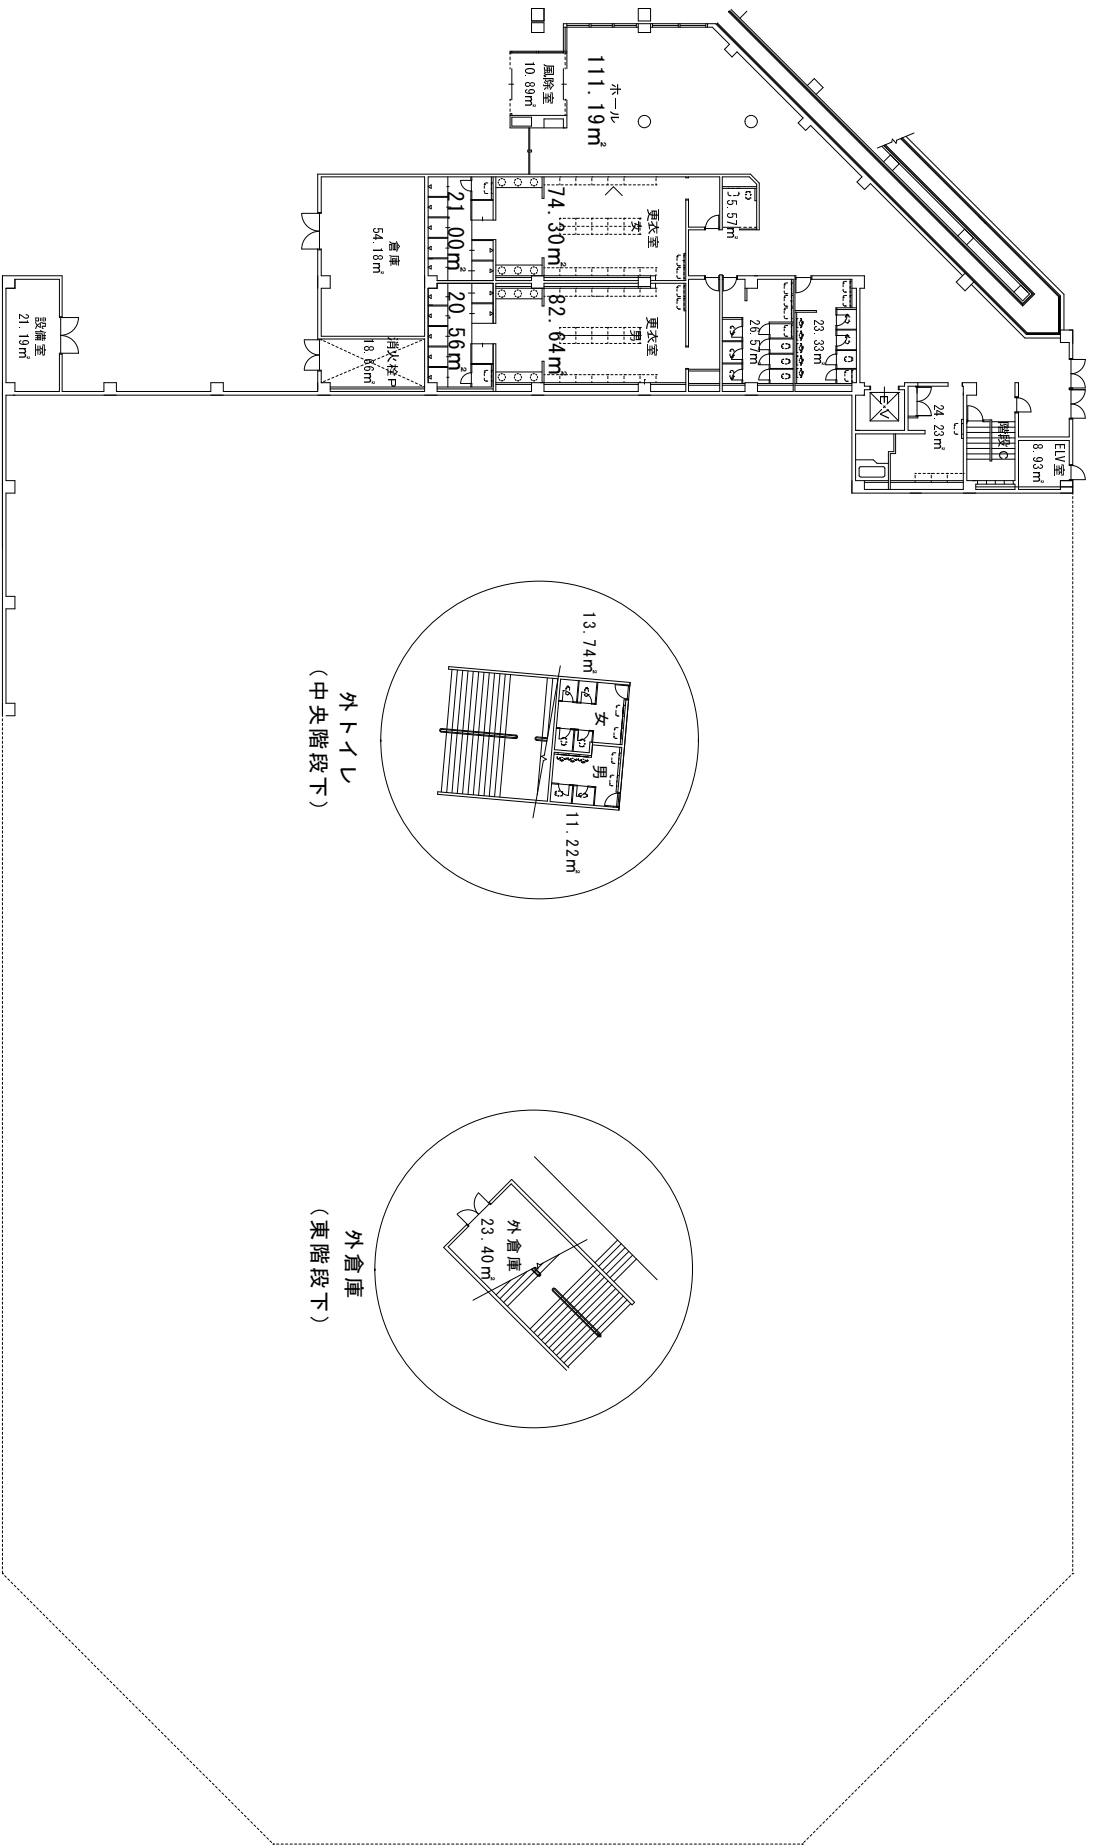 ホール
111.19㎡
風除室
10.89㎡
5.57㎡
更衣室
女
74.30㎡
21.00㎡
倉庫
54.18㎡
更衣室
男
82.64㎡
20.56㎡
消火栓P
18.66㎡
設備室
21.19㎡
23.33㎡
26.57㎡
E.V
24.23㎡
階段C
ELV室
8.93㎡
13.74㎡
女
男
11.22㎡
外トイレ
(中央階段下)
外倉庫
23.40㎡
外倉庫
(東階段下)